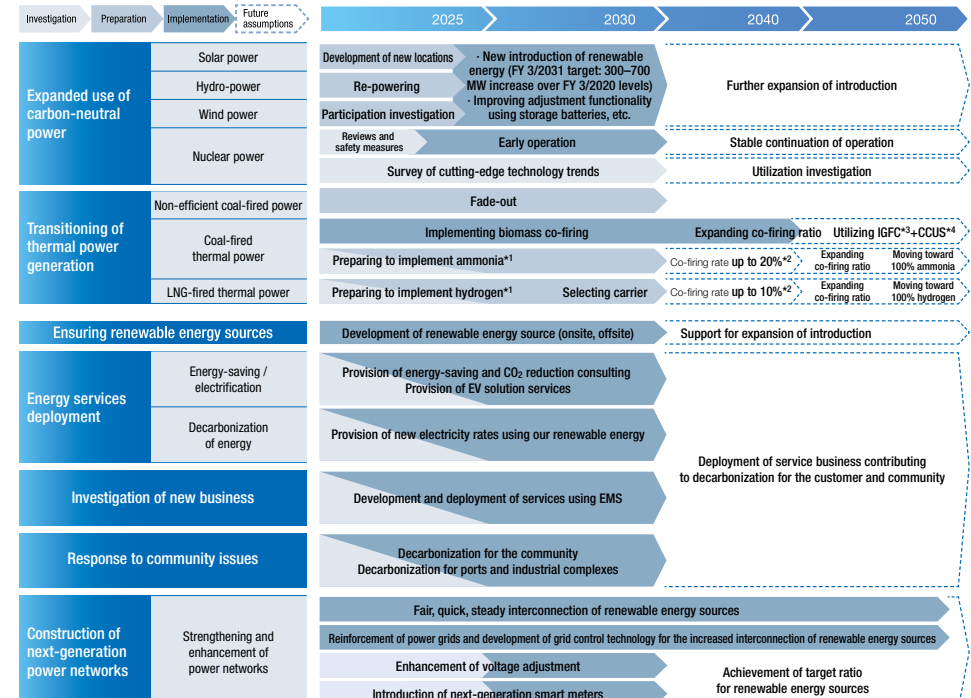 Investigation
Preparation
Implementation
Future
assumptions
2025
2030
2040
2050
Expanded use of
carbon-neutral
power
Solar power
Hydro-power
Wind power
Nuclear power
Development of new locations
Re-powering
Participation investigation
· New introduction of renewable
energy (FY 3/2031 target: 300–700
MW increase over FY 3/2020 levels)
· Improving adjustment functionality
using storage batteries, etc.
Further expansion of introduction
Reviews and
safety measures
Early operation
Stable continuation of operation
Survey of cutting-edge technology trends
Utilization investigation
Transitioning of
thermal power
generation
Non-efficient coal-fired power
Fade-out
Coal-fired
thermal power
Implementing biomass co-firing
Expanding co-firing ratio
Utilizing IGFC*3+CCUS*4
Preparing to implement ammonia*1
Co-firing rate up to 20%*2
Expanding
co-firing ratio
Moving toward
100% ammonia
LNG-fired thermal power
Preparing to implement hydrogen*1
Selecting carrier
Co-firing rate up to 10%*2
Expanding
co-firing ratio
Moving toward
100% hydrogen
Ensuring renewable energy sources
Development of renewable energy source (onsite, offsite)
Support for expansion of introduction
Energy services
deployment
Energy-saving /
electrification
Provision of energy-saving and CO2 reduction consulting
Provision of EV solution services
Decarbonization
of energy
Provision of new electricity rates using our renewable energy
Deployment of service business contributing
to decarbonization for the customer and community
Investigation of new business
Development and deployment of services using EMS
Response to community issues
Decarbonization for the community
Decarbonization for ports and industrial complexes
Construction of
next-generation
power networks
Strengthening and
enhancement of
power networks
Fair, quick, steady interconnection of renewable energy sources
Reinforcement of power grids and development of grid control technology for the increased interconnection of renewable energy sources
Enhancement of voltage adjustment
Introduction of next-generation smart meters
Achievement of target ratio
for renewable energy sources